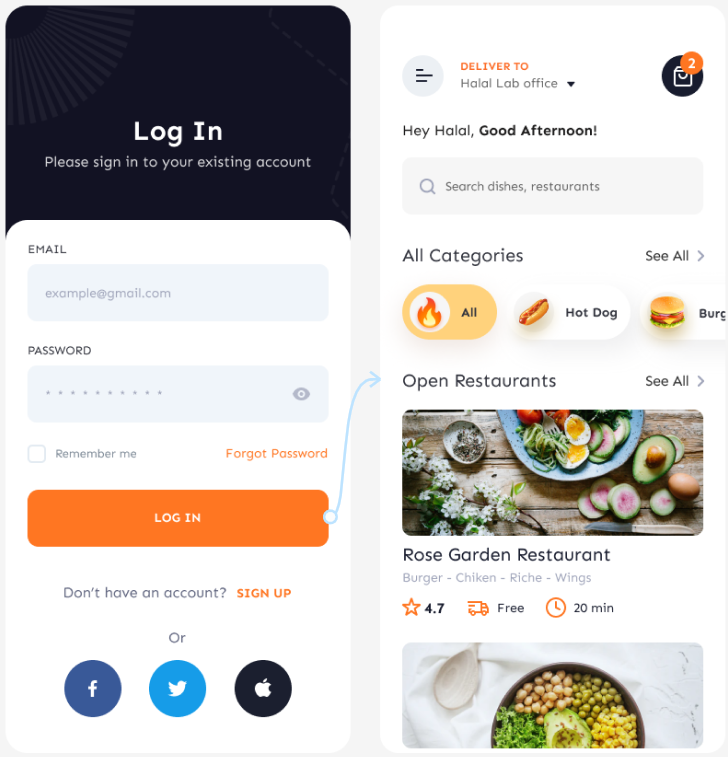 Log In
Please sign in to your existing account
EMAIL
example@gmail.com
PASSWORD
* * * * * * * * * *
Remember me
Forgot Password
LOG IN
Don't have an account? SIGN UP
Or
DELIVER TO
Halal Lab office
2
Hey Halal, Good Afternoon!
Search dishes, restaurants
All Categories
See All
All
Hot Dog
Burg
Open Restaurants
See All
Rose Garden Restaurant
Burger - Chiken - Riche - Wings
4.7
Free
20 min